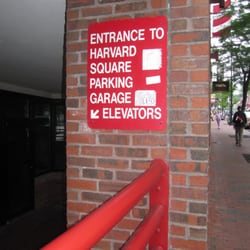 ENTRANCE TO
HARVARD
SQUARE
PARKING
GARAGE
↙ ELEVATORS